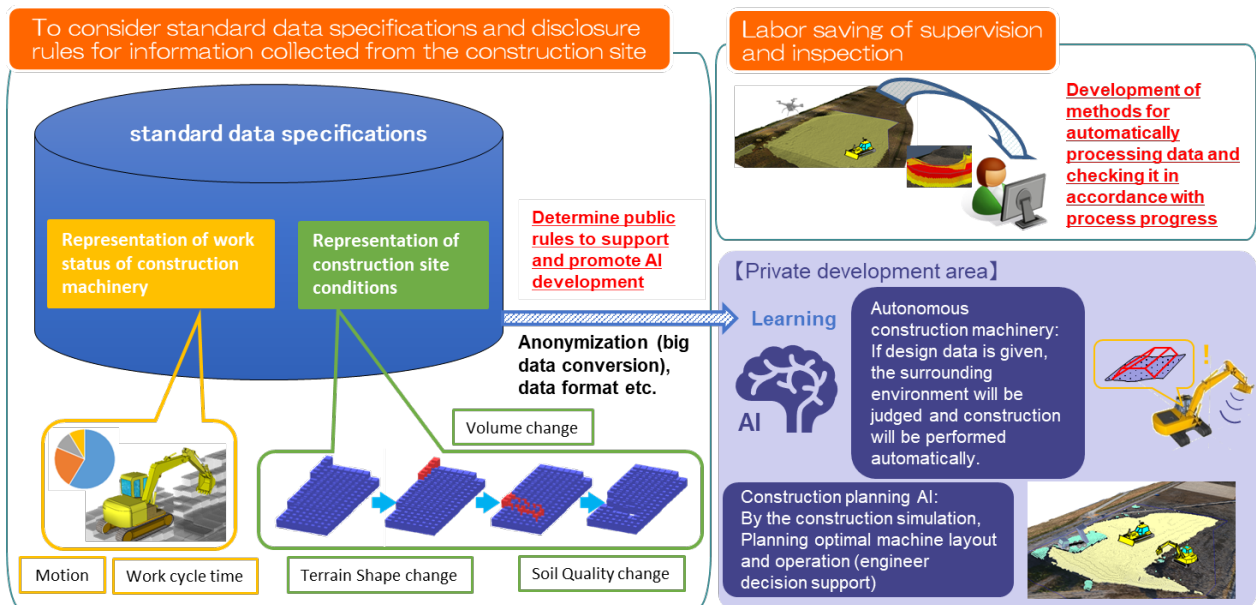 To consider standard data specifications and disclosure
rules for information collected from the construction site
standard data specifications
Representation of work
status of construction
machinery
Representation of
construction site
conditions
Determine public
rules to support
and promote AI
development
Anonymization (big
data conversion),
data format etc.
Volume change
Motion
Work cycle time
Terrain Shape change
Soil Quality change
Labor saving of supervision
and inspection
Development of
methods for
automatically
processing data and
checking it in
accordance with
process progress
【Private development area】
Learning
AI
Autonomous
construction machinery:
If design data is given,
the surrounding
environment will be
judged and construction
will be performed
automatically.
!
Construction planning AI:
By the construction simulation,
Planning optimal machine layout
and operation (engineer
decision support)